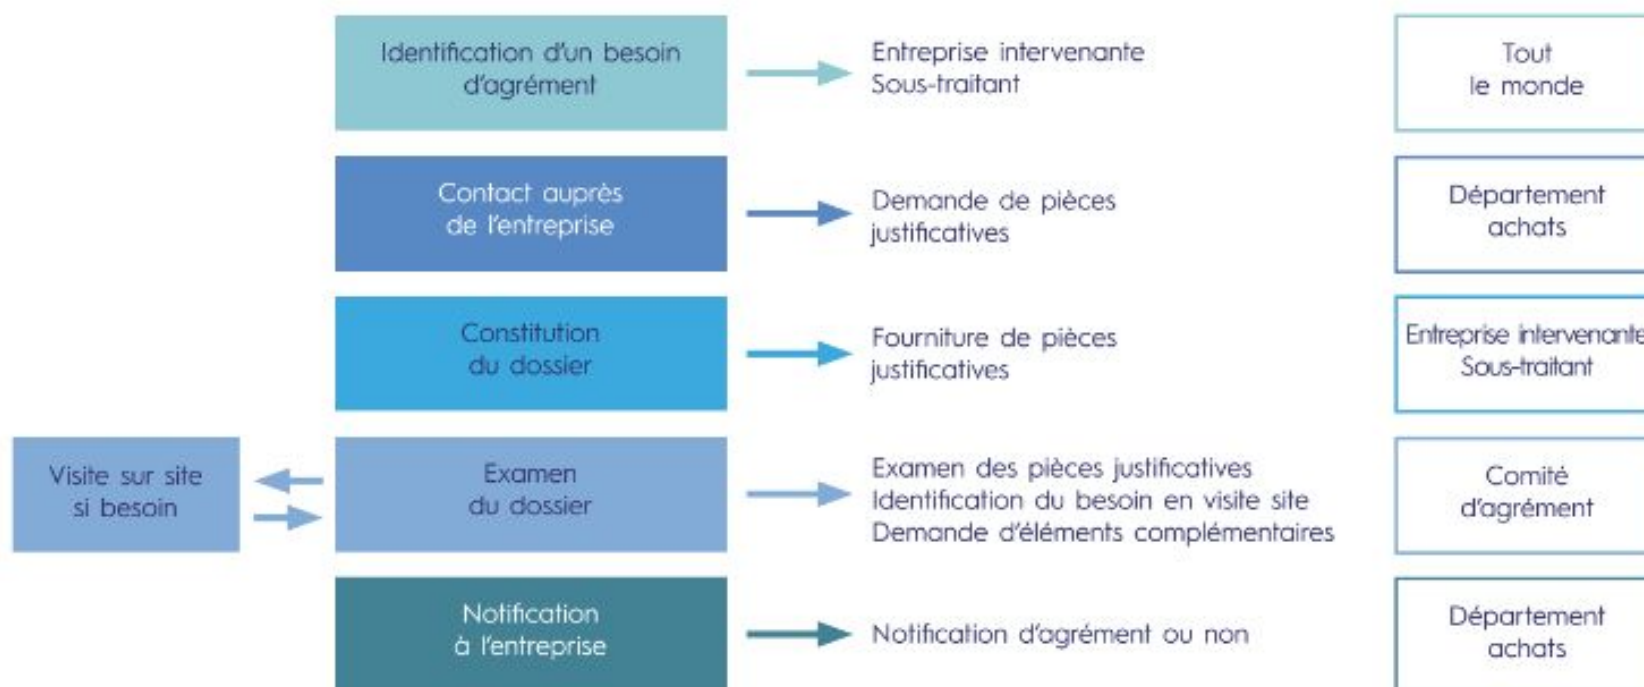 Identification d'un besoin
d'agrément
Entreprise intervenante
Sous-traitant
Tout
le monde
Contact auprès
de l'entreprise
Demande de pièces
justificatives
Département
achats
Constitution
du dossier
Fourniture de pièces
justificatives
Entreprise intervenante
Sous-traitant
Visite sur site
si besoin
Examen
du dossier
Examen des pièces justificatives
Identification du besoin en visite site
Demande d'éléments complémentaires
Comité
d'agrément
Notification
à l'entreprise
Notification d'agrément ou non
Département
achats